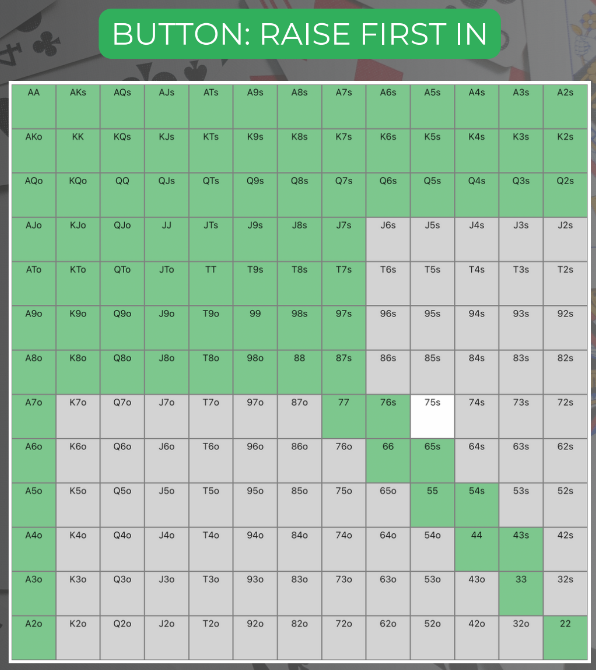 BUTTON: RAISE FIRST IN
AA AKs AQs AJs ATs A9s A8s A7s A6s A5s A4s A3s A2s
AKo KK KQs KJs KTs K9s K8s K7s K6s K5s K4s K3s K2s
AQo KQo QQ QJs QTs Q9s Q8s Q7s Q6s Q5s Q4s Q3s Q2s
AJo KJo QJo JJ JTs J9s J8s J7s J6s J5s J4s J3s J2s
ATo KTo QTo JTo TT T9s T8s T7s T6s T5s T4s T3s T2s
A9o K9o Q9o J9o T9o 99 98s 97s 96s 95s 94s 93s 92s
A8o K8o Q8o J8o T8o 98o 88 87s 86s 85s 84s 83s 82s
A7o K7o Q7o J7o T7o 97o 87o 77 76s 75s 74s 73s 72s
A6o K6o Q6o J6o T6o 96o 86o 76o 66 65s 64s 63s 62s
A5o K5o Q5o J5o T5o 95o 85o 75o 65o 55 54s 53s 52s
A4o K4o Q4o J4o T4o 94o 84o 74o 64o 54o 44 43s 42s
A3o K3o Q3o J3o T3o 93o 83o 73o 63o 53o 43o 33 32s
A2o K2o Q2o J2o T2o 92o 82o 72o 62o 52o 42o 32o 22